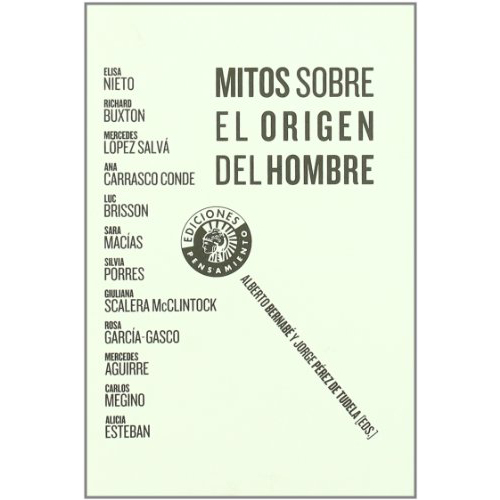 MITOS SOBRE
EL ORIGEN
DEL HOMBRE
ELISA
NIETO
RICHARD
BUXTON
MERCEDES
LÓPEZ SALVÁ
ANA
CARRASCO CONDE
LUC
BRISSON
SARA
MACÍAS
SILVIA
PORRES
GIULIANA
SCALERA McCLINTOCK
ROSA
GARCÍA-GASCO
MERCEDES
AGUIRRE
CARLOS
MEGINO
ALICIA
ESTEBAN
EDICIONES
PENSAMIENTO
ALBERTO BERNABÉ Y JORGE PÉREZ DE TUDELA (EDS.)